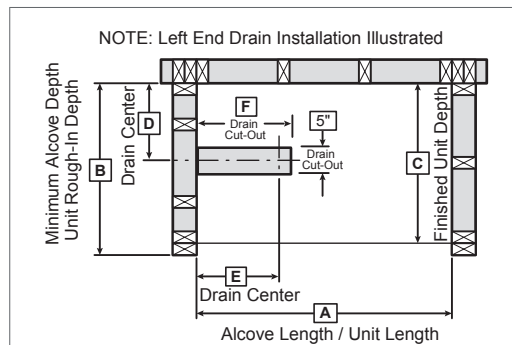 NOTE: Left End Drain Installation Illustrated
Minimum Alcove Depth
Unit Rough-In Depth
B
Drain Center
D
F
Drain
Cut-Out
5"
Drain
Cut-Out
C
Finished Unit Depth
E
Drain Center
A
Alcove Length / Unit Length